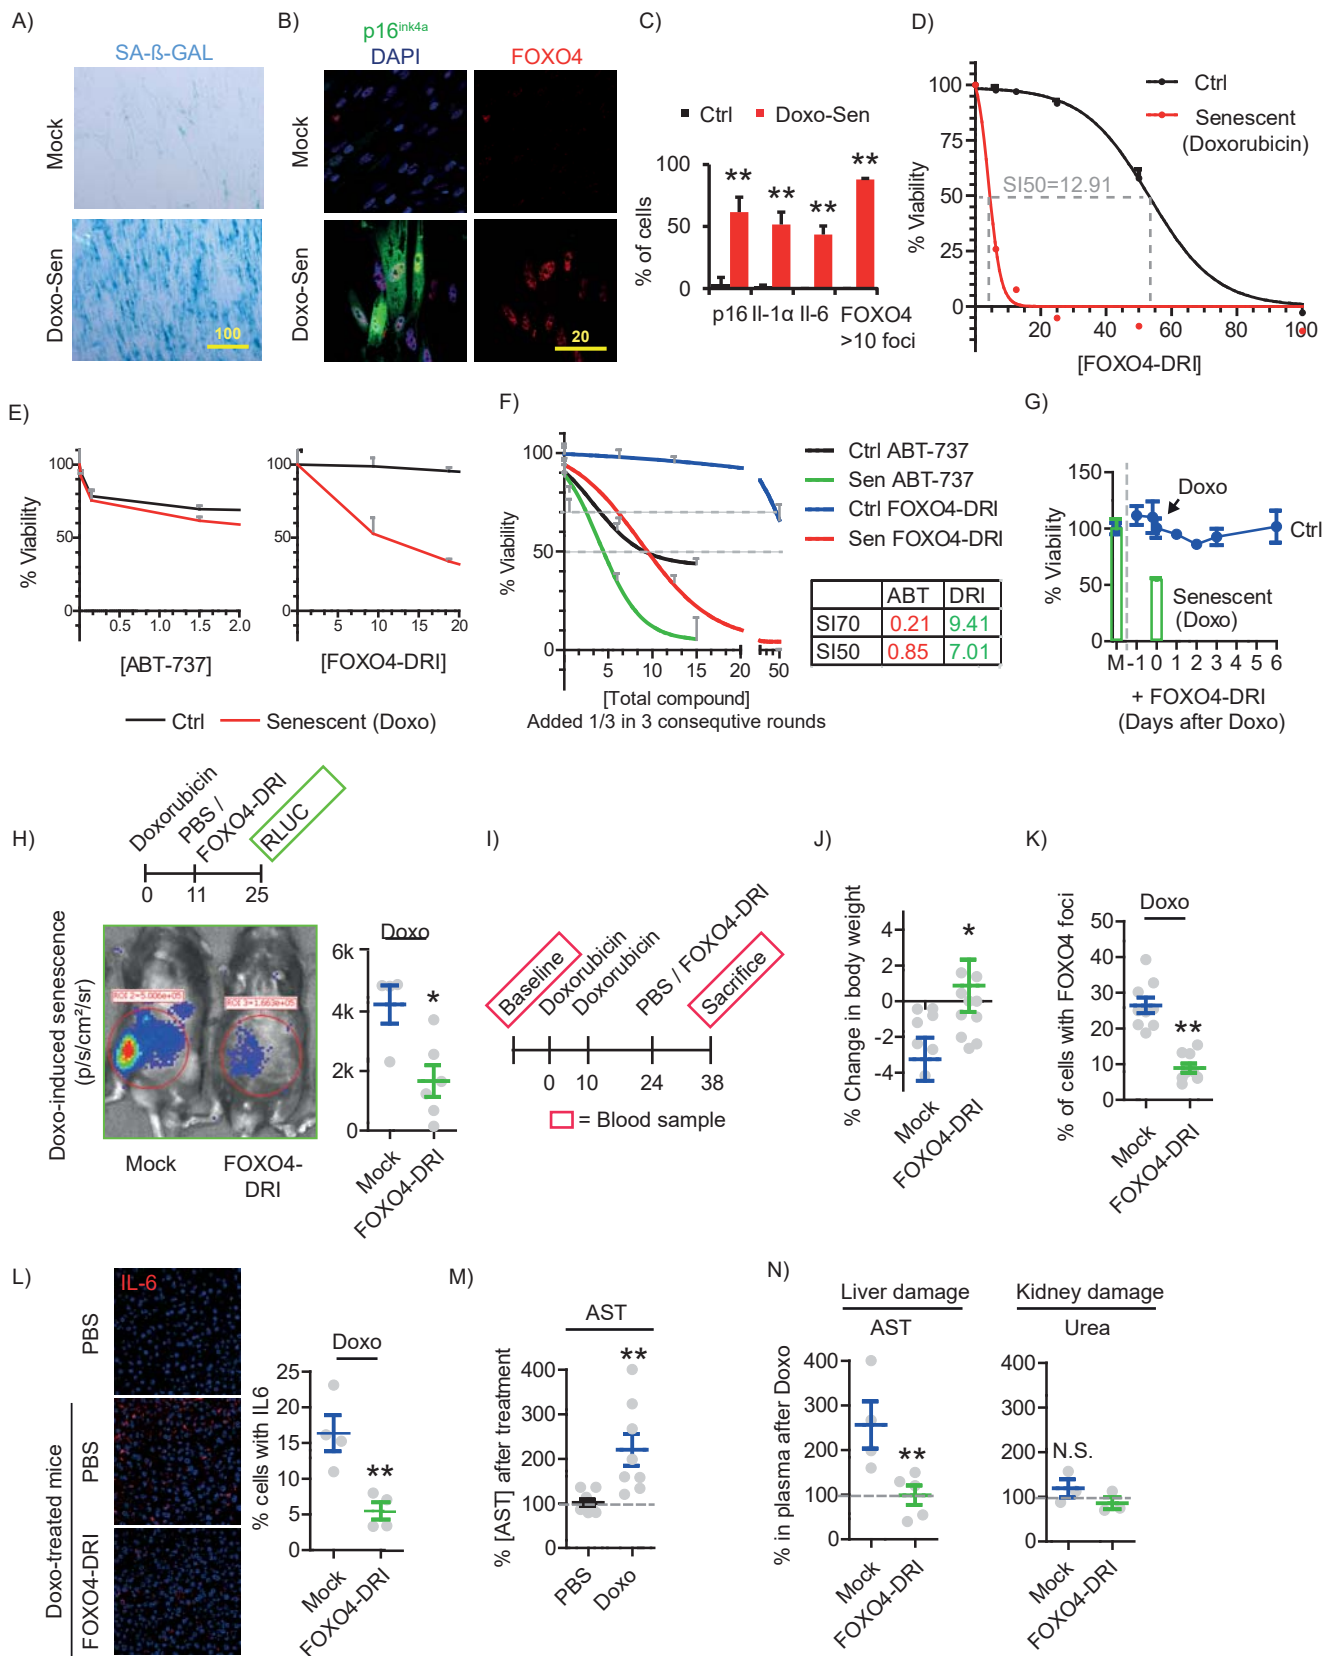 A)
SA-ß-GAL
Mock
Doxo-Sen
100
B)
p16ink4a
DAPI
FOXO4
Mock
Doxo-Sen
20
C)
Ctrl
Doxo-Sen
% of cells
100
50
0
**
**
**
**
p16
Il-1α
Il-6
FOXO4
>10 foci
D)
Ctrl
Senescent
(Doxorubicin)
% Viability
100
75
50
25
0
SI50=12.91
20
40
60
80
100
[FOXO4-DRI]
E)
% Viability
100
50
0
0.5
1.0
1.5
2.0
[ABT-737]
100
50
0
5
10
15
20
[FOXO4-DRI]
Ctrl
Senescent (Doxo)
F)
% Viability
100
50
0
5
10
15
20
50
[Total compound]
Added 1/3 in 3 consequtive rounds
Ctrl ABT-737
Sen ABT-737
Ctrl FOXO4-DRI
Sen FOXO4-DRI
ABT DRI
SI70 0.21 9.41
SI50 0.85 7.01
G)
% Viability
150
100
50
0
Doxo
Ctrl
Senescent
(Doxo)
M -1 0 1 2 3 4 5 6
+ FOXO4-DRI
(Days after Doxo)
H)
Doxorubicin
PBS /
FOXO4-DRI
RLUC
0
11
25
Doxo-induced senescence
(p/s/cm²/sr)
ROI 2=5.006e+05
ROI 3=1.663e+05
Mock
FOXO4-
DRI
Doxo
6k
4k
2k
0
*
Mock
FOXO4-DRI
I)
Baseline
Doxorubicin
Doxorubicin
PBS / FOXO4-DRI
Sacrifice
0
10
24
38
= Blood sample
J)
% Change in body weight
4
2
0
-2
-4
*
Mock
FOXO4-DRI
K)
% of cells with FOXO4 foci
Doxo
50
40
30
20
10
0
**
Mock
FOXO4-DRI
L)
IL-6
PBS
PBS
FOXO4-DRI
Doxo-treated mice
% cells with IL6
Doxo
25
20
15
10
5
0
**
Mock
FOXO4-DRI
M)
% [AST] after treatment
AST
400
300
200
100
0
**
PBS
Doxo
N)
Liver damage
AST
% in plasma after Doxo
400
300
200
100
0
**
Mock
FOXO4-DRI
Kidney damage
Urea
400
300
200
100
0
N.S.
Mock
FOXO4-DRI